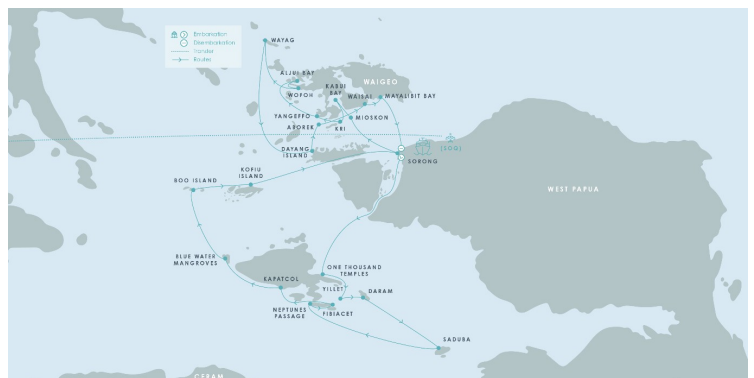 Embarkation
Disembarkation
Transfer
Routes
WAYAG
ALJUI BAY
KABUI
BAY
WAIGEO
WOFOH
WAISAI
MAYALIBIT BAY
YANGEFFO
MIOSKON
ARBOREK
KRI
DAYANG
ISLAND
(SOQ)
SORONG
KOFIU
ISLAND
BOO ISLAND
WEST PAPUA
BLUE WATER
MANGROVES
ONE THOUSAND
TEMPLES
KAPATCOL
YILLET
DARAM
NEPTUNES
PASSAGE
FIBIACET
SADUBA
CERAM